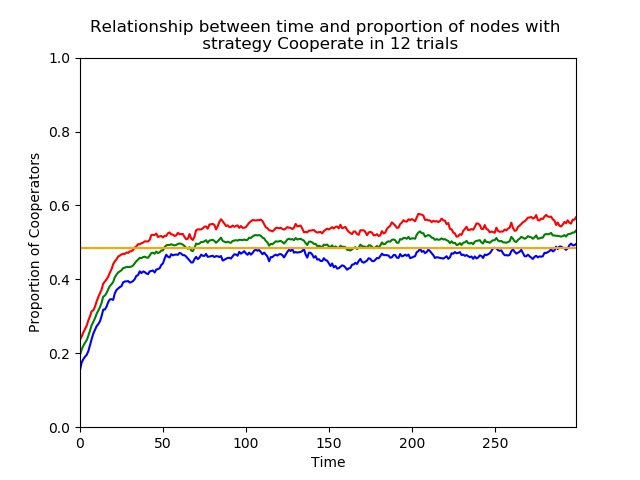 Relationship between time and proportion of nodes with
strategy Cooperate in 12 trials
1.0
0.8
0.6
0.4
0.2
0.0
Proportion of Cooperators
0 50 100 150 200 250
Time